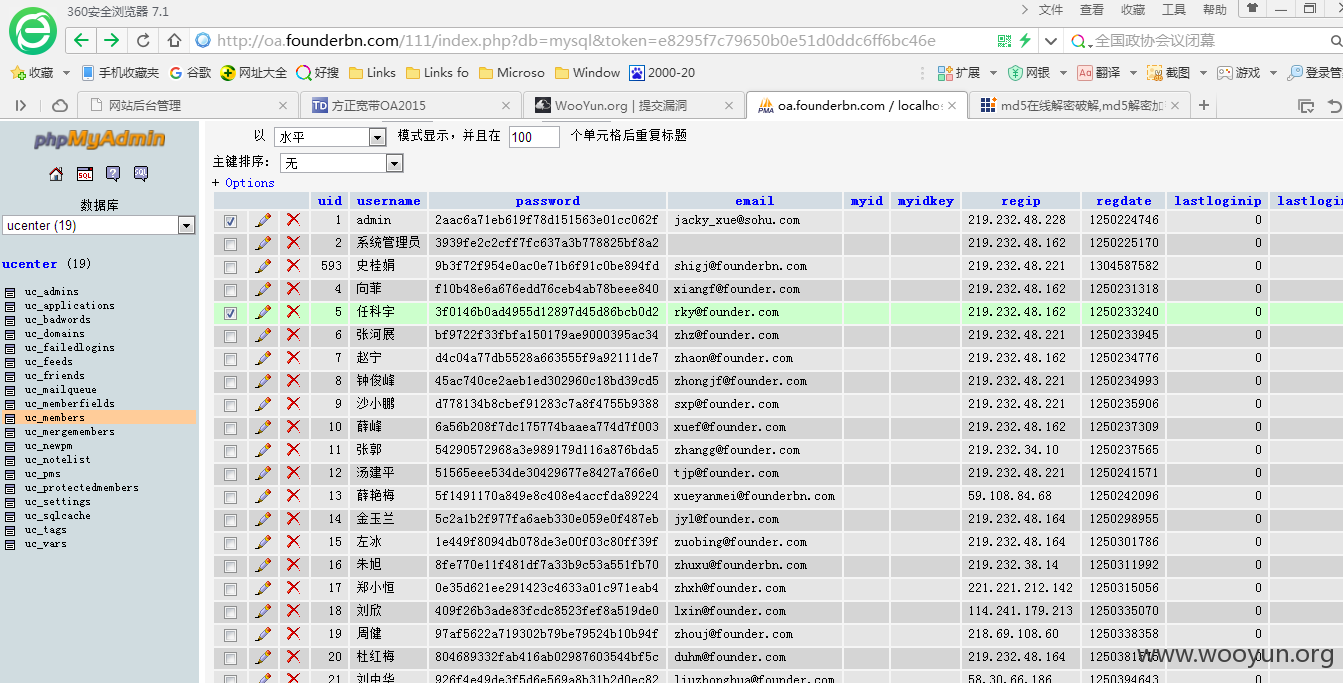 360安全浏览器 7.1
文件 查看 收藏 工具 帮助
http://oa.founderbn.com/111/index.php?db=mysql&token=e8295f7c79650b0e51d0ddc6ff6bc46e
全国政协会议闭幕
收藏 手机收藏夹 谷歌 网址大全 好搜 Links Links fo Microso Window 2000-20 扩展 网银 翻译 截图 游戏 登录管
网站后台管理 方正宽带OA2015 WooYun.org | 提交漏洞 oa.founderbn.com / localho md5在线解密破解,md5解密加
phpMyAdmin
数据库
ucenter (19)
ucenter (19)
uc_admins
uc_applications
uc_badwords
uc_domains
uc_failedlogins
uc_feeds
uc_friends
uc_mailqueue
uc_memberfields
uc_members
uc_mergemembers
uc_newpm
uc_notelist
uc_pms
uc_protectedmembers
uc_settings
uc_sqlcache
uc_tags
uc_vars
以 水平 模式显示，并且在 100 个单元格后重复标题
主键排序： 无
+ Options
uid username password email myid myidkey regip regdate lastloginip lastlogin
1 admin 2aac6a71eb619f78d151563e01cc062f jacky_xue@sohu.com 219.232.48.228 1250224746 0
2 系统管理员 3939fe2c2cff7fc637a3b778825bf8a2 219.232.48.162 1250225170 0
593 史桂娟 9b3f72f954e0ac0e71b6f91c0be894fd shigj@founderbn.com 219.232.48.221 1304587582 0
4 向菲 f10b48e6a676edd76ceb4ab78beee840 xiangf@founder.com 219.232.48.162 1250231318 0
5 任科宇 3f0146b0ad4955d12897d45d86bcb0d2 rky@founder.com 219.232.48.162 1250233240 0
6 张河展 bf9722f33fbfa150179ae9000395ac34 zhz@founder.com 219.232.48.221 1250233945 0
7 赵宁 d4c04a77db5528a663555f9a92111de7 zhaon@founder.com 219.232.48.162 1250234776 0
8 钟俊峰 45ac740ce2aeb1ed302960c18bd39cd5 zhongjf@founder.com 219.232.48.221 1250234993 0
9 沙小鹏 d778134b8cbef91283c7a8f4755b9388 sxp@founder.com 219.232.48.221 1250235906 0
10 薛峰 6a56b208f7dc175774baaea774d7f003 xuef@founder.com 219.232.48.162 1250237309 0
11 张郭 54290572968a3e989179d116a876bda5 zhangg@founder.com 219.232.34.10 1250237565 0
12 汤建平 51565eee534de30429677e8427a766e0 tjp@founder.com 219.232.48.221 1250241571 0
13 薛艳梅 5f1491170a849e8c408e4accfda89224 xueyanmei@founderbn.com 59.108.84.68 1250242096 0
14 金玉兰 5c2a1b2f977fa6aeb330e059e0f487eb jyl@founder.com 219.232.48.164 1250298955 0
15 左冰 1e449f8094db078de3e00f03c80ff39f zuobing@founder.com 219.232.48.164 1250301786 0
16 朱旭 8fe770e11f481df7a33b9c53a551fb70 zhuxu@founderbn.com 219.232.38.14 1250311992 0
17 郑小恒 0e35d621ee291423c4633a01c971eab4 zhxh@founder.com 221.221.212.142 1250315056 0
18 刘欣 409f26b3ade83fcdc8523fef8a519de0 lxin@founder.com 114.241.179.213 1250335070 0
19 周健 97af5622a719302b79be79524b10b94f zhouj@founder.com 218.69.108.60 1250338358 0
20 杜红梅 804689332fab416ab02987603544bf5c duhm@founder.com 219.232.48.164 0
21 刘中华 926f4e49de3f5d6e569a8b31b2d0ec82 liuzhonghua@founder.com 58.30.66.186 1250394643 0
www.wooyun.org